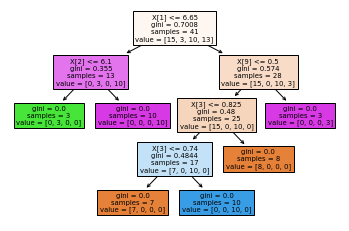 X[1] <= 6.65
gini = 0.7008
samples = 41
value = [15, 3, 10, 13]
X[2] <= 6.1
gini = 0.355
samples = 13
value = [0, 3, 0, 10]
X[9] <= 0.5
gini = 0.574
samples = 28
value = [15, 0, 10, 3]
gini = 0.0
samples = 3
value = [0, 3, 0, 0]
gini = 0.0
samples = 10
value = [0, 0, 0, 10]
X[3] <= 0.825
gini = 0.48
samples = 25
value = [15, 0, 10, 0]
gini = 0.0
samples = 3
value = [0, 0, 0, 3]
X[3] <= 0.74
gini = 0.4844
samples = 17
value = [7, 0, 10, 0]
gini = 0.0
samples = 8
value = [8, 0, 0, 0]
gini = 0.0
samples = 7
value = [7, 0, 0, 0]
gini = 0.0
samples = 10
value = [0, 0, 10, 0]